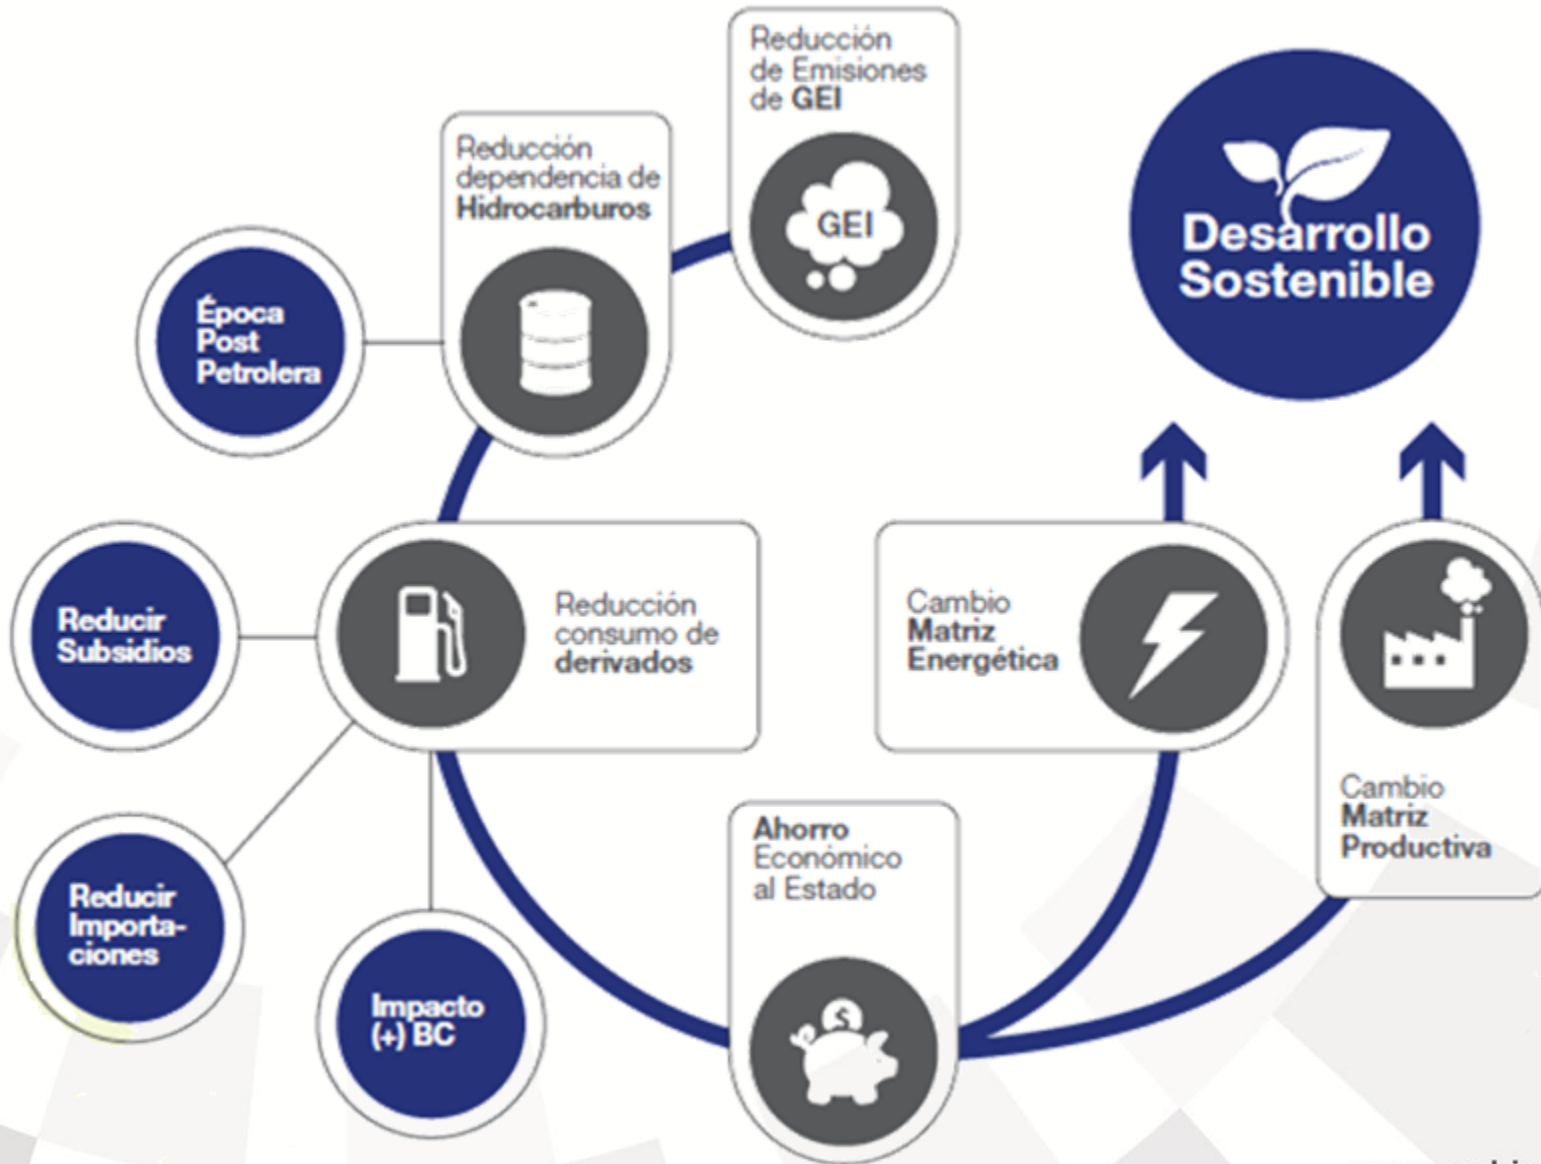 Reducción
de Emisiones
de GEI
GEI
Reducción
dependencia de
Hidrocarburos
Desarrollo
Sostenible
Época
Post
Petrolera
Reducir
Subsidios
Reducción
consumo de
derivados
Cambio
Matriz
Energética
Cambio
Matriz
Productiva
Ahorro
Económico
al Estado
$
Reducir
Importa-
ciones
Impacto
(+) BC